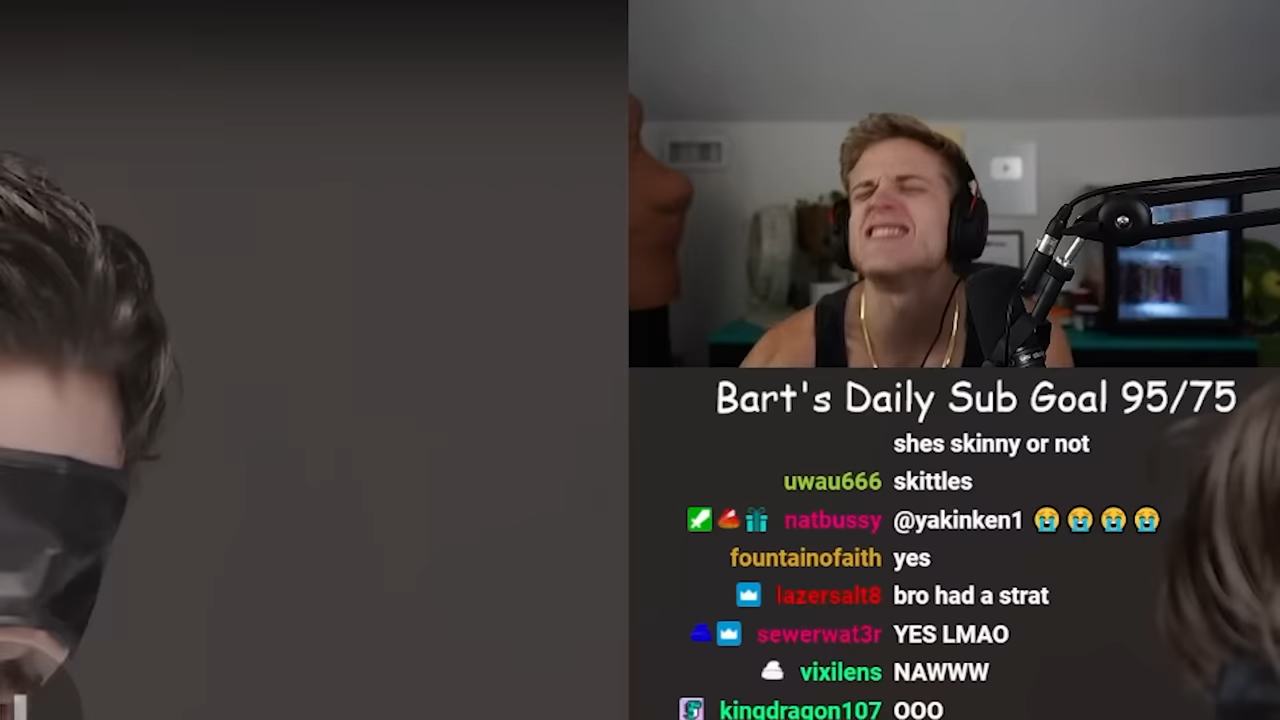 Bart's Daily Sub Goal 95/75
shes skinny or not
uwau666 skittles
natbussy @yakinken1 😭😭😭😭
fountainofaith yes
lazersalt8 bro had a strat
sewerwat3r YES LMAO
vixilens NAWWW
kingdragon107 OOO